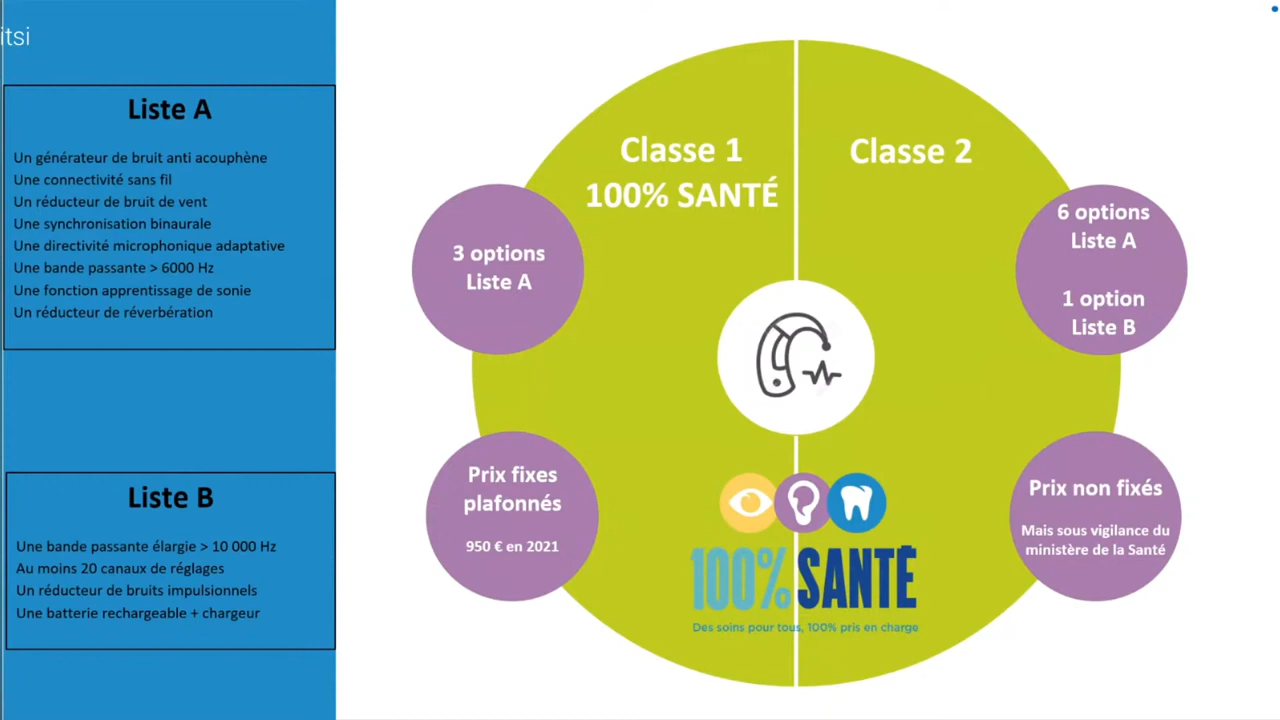 itsi
Liste A
Un générateur de bruit anti acouphène
Une connectivité sans fil
Un réducteur de bruit de vent
Une synchronisation binaurale
Une directivité microphonique adaptative
Une bande passante > 6000 Hz
Une fonction apprentissage de sonie
Un réducteur de réverbération
Liste B
Une bande passante élargie > 10 000 Hz
Au moins 20 canaux de réglages
Un réducteur de bruits impulsionnels
Une batterie rechargeable + chargeur
Classe 1
100% SANTÉ
3 options
Liste A
Prix fixes
plafonnés
950 € en 2021
Classe 2
6 options
Liste A
1 option
Liste B
Prix non fixés
Mais sous vigilance du
ministère de la Santé
100% SANTÉ
Des soins pour tous, 100% pris en charge